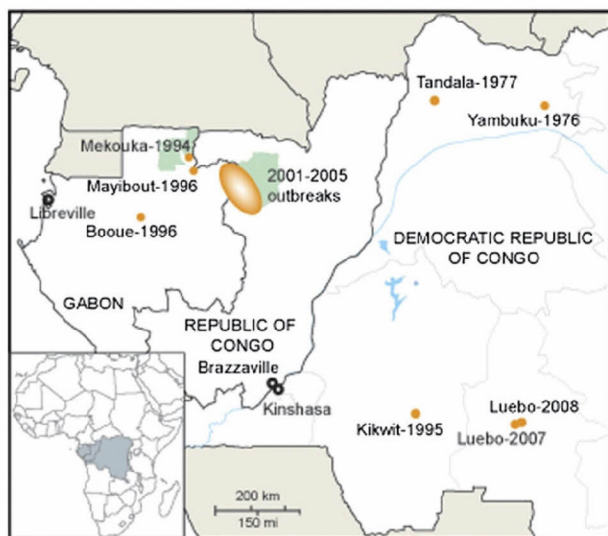 Tandala-1977
Yambuku-1976
Mekouka-1994
Mayibout-1996
2001-2005
outbreaks
Libreville
Booue-1996
DEMOCRATIC REPUBLIC
OF CONGO
GABON
REPUBLIC OF
CONGO
Brazzaville
Kinshasa
Kikwit-1995
Luebo-2008
Luebo-2007
200 km
150 mi